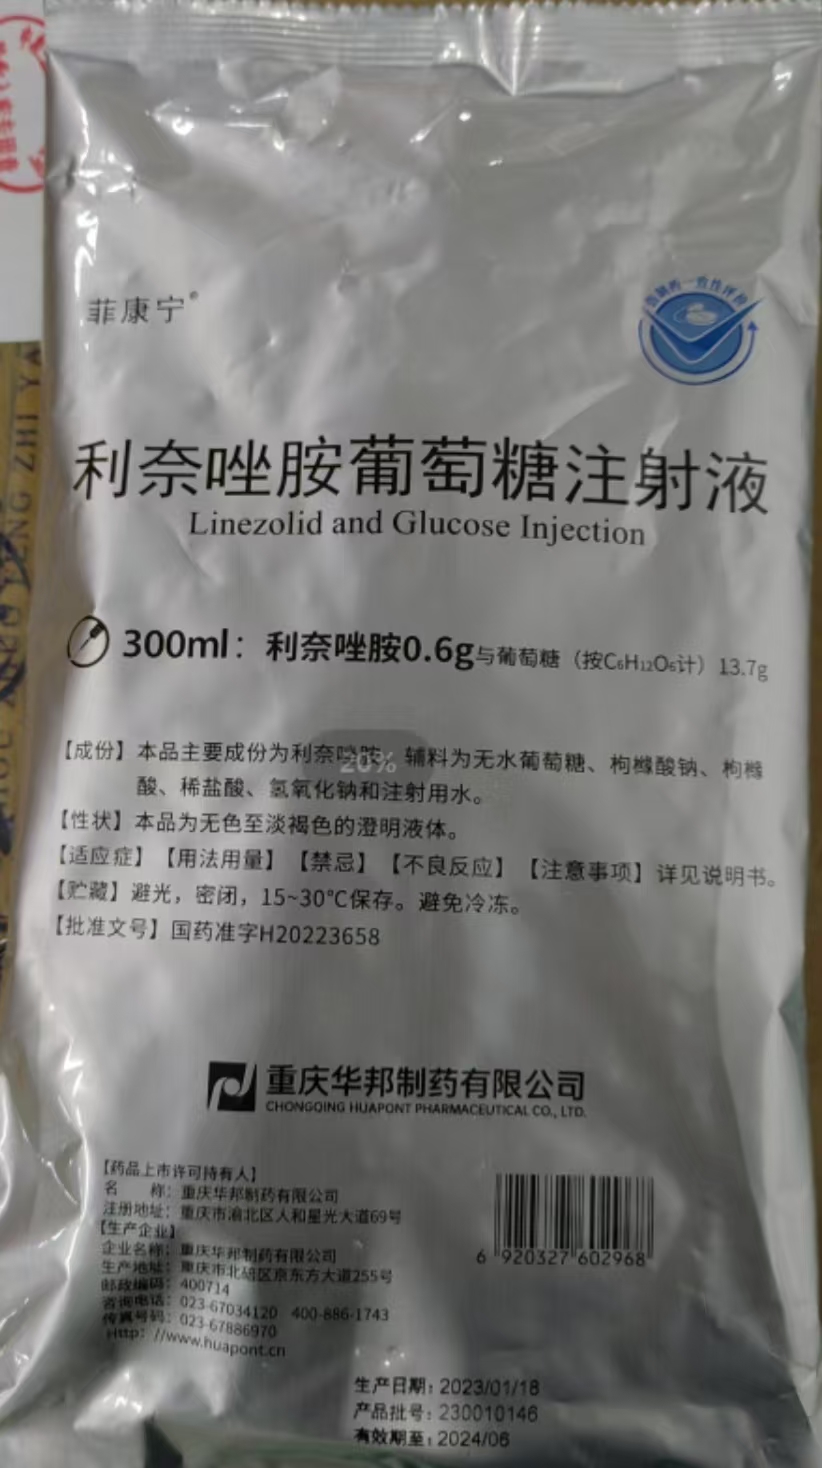 菲康宁®
仿制药一致性评价
利奈唑胺葡萄糖注射液
Linezolid and Glucose Injection
300ml：利奈唑胺0.6g与葡萄糖（按C₆H₁₂O₆计）13.7g
【成份】本品主要成份为利奈唑胺。辅料为无水葡萄糖、枸橼酸钠、枸橼
20%
酸、稀盐酸、氢氧化钠和注射用水。
【性状】本品为无色至淡褐色的澄明液体。
【适应症】【用法用量】【禁忌】【不良反应】【注意事项】详见说明书。
【贮藏】避光，密闭，15~30℃保存。避免冷冻。
【批准文号】国药准字H20223658
重庆华邦制药有限公司
CHONGQING HUAPONT PHARMACEUTICAL CO., LTD.
【药品上市许可持有人】
名 称：重庆华邦制药有限公司
注册地址：重庆市渝北区人和星光大道69号
【生产企业】
企业名称：重庆华邦制药有限公司
生产地址：重庆市北碚区京东方大道255号
邮政编码：400714
咨询电话：023-67034120 400-886-1743
传真号码：023-67886970
Http：//www.huapont.cn
6 920327 602968
生产日期：2023/01/18
产品批号：230010146
有效期至：2024/06